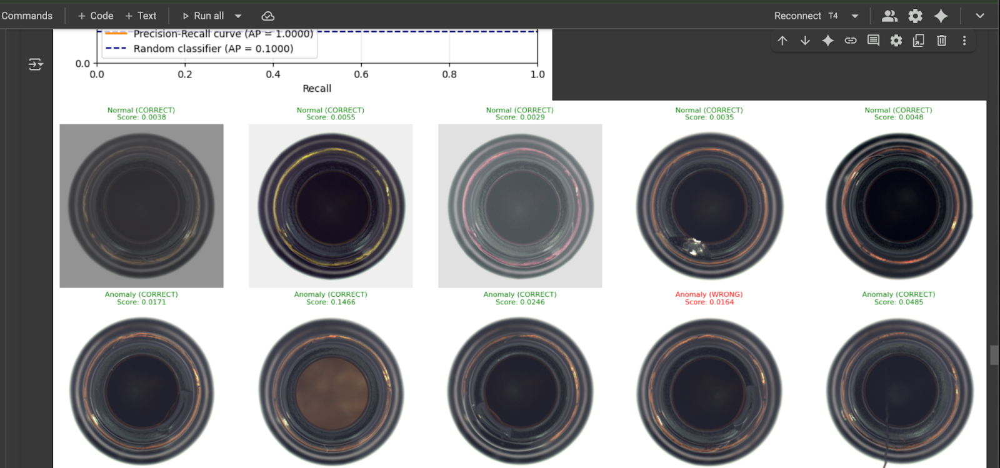 Commands + Code + Text Run all Reconnect T4
Precision-Recall curve (AP = 1.0000)
Random classifier (AP = 0.1000)
0.0
0.0 0.2 0.4 0.6 0.8 1.0
Recall
Normal (CORRECT) Normal (CORRECT) Normal (CORRECT) Normal (CORRECT) Normal (CORRECT)
Score: 0.0038 Score: 0.0055 Score: 0.0029 Score: 0.0035 Score: 0.0048
Anomaly (CORRECT) Anomaly (CORRECT) Anomaly (CORRECT) Anomaly (WRONG) Anomaly (CORRECT)
Score: 0.0171 Score: 0.1466 Score: 0.0246 Score: 0.0164 Score: 0.0485